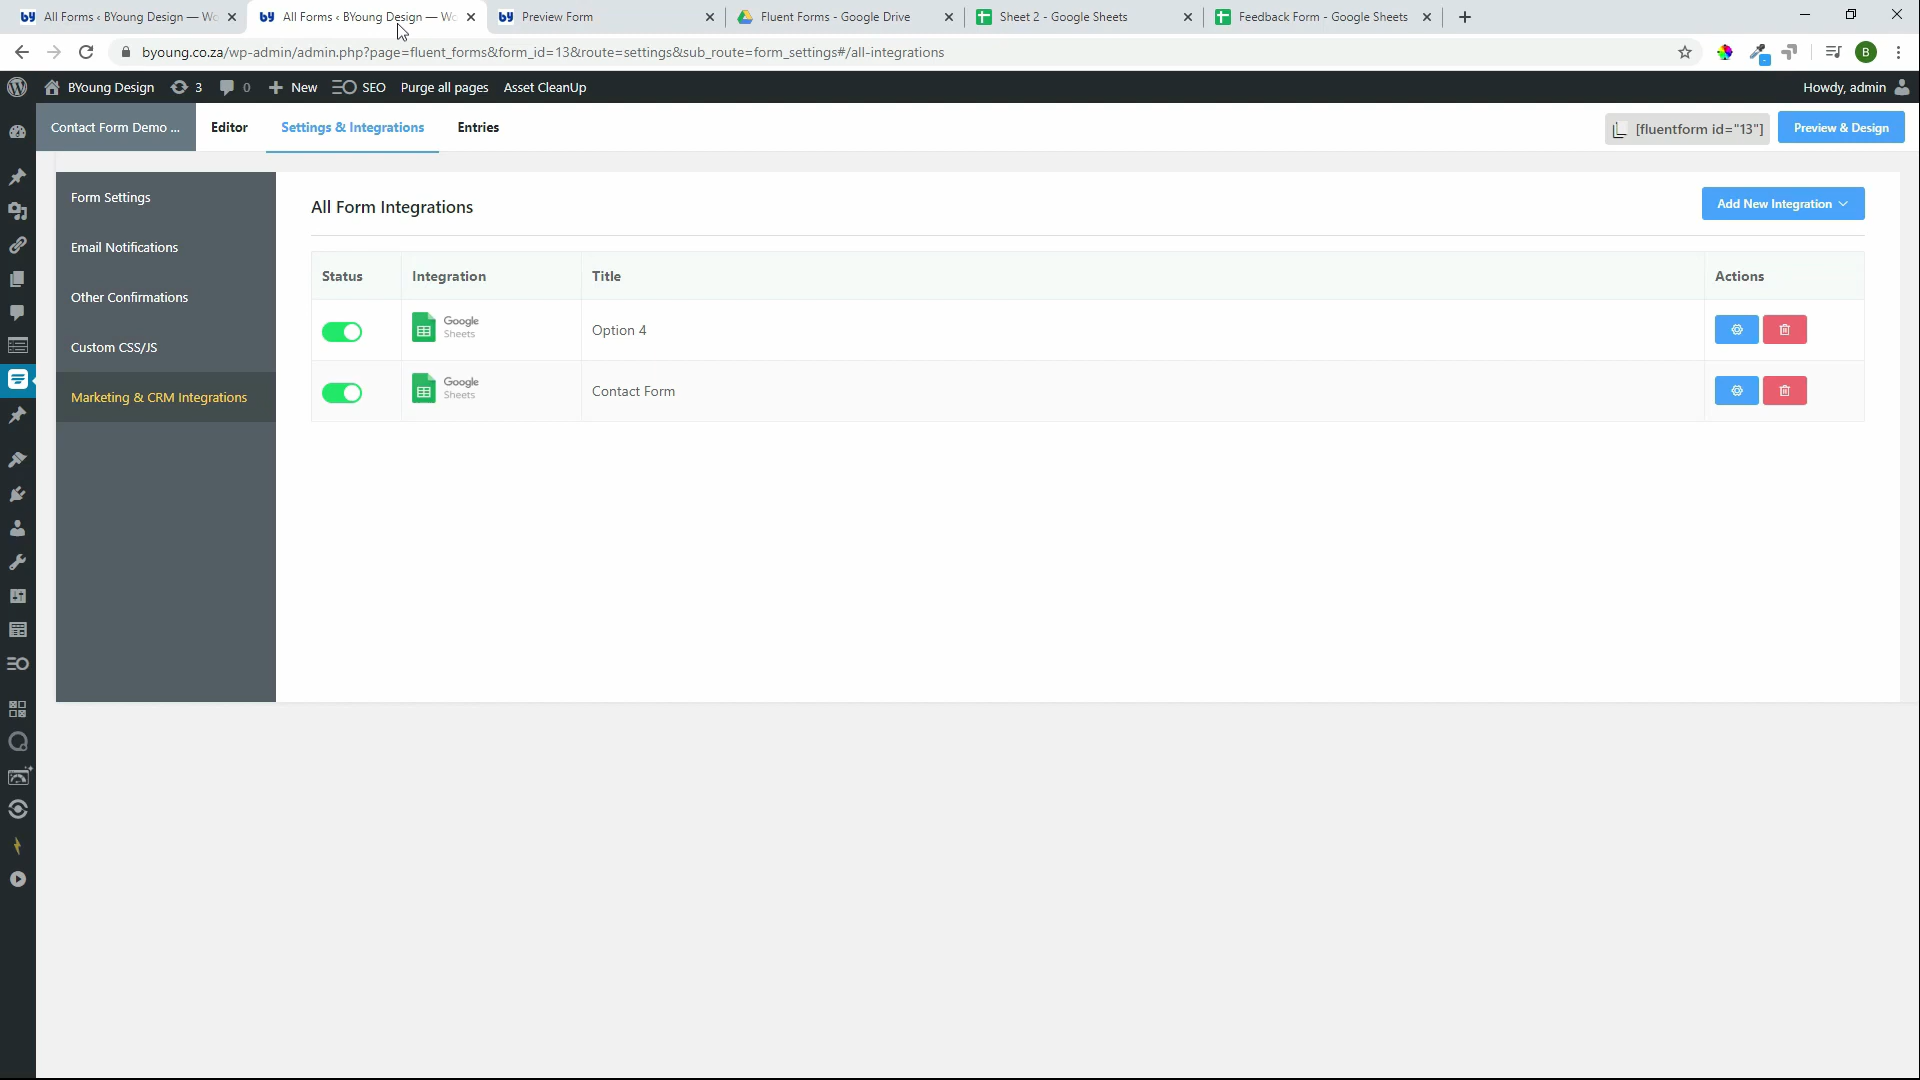 All Forms ‹ BYoung Design — Wo
All Forms ‹ BYoung Design — Wo
Preview Form
Fluent Forms - Google Drive
Sheet 2 - Google Sheets
Feedback Form - Google Sheets
byoung.co.za/wp-admin/admin.php?page=fluent_forms&form_id=13&route=settings&sub_route=form_settings#/all-integrations
B
BYoung Design
3
0
New
SEO
Purge all pages
Asset CleanUp
Howdy, admin
Contact Form Demo ...
Editor
Settings & Integrations
Entries
[fluentform id="13"]
Preview & Design
Form Settings
Email Notifications
Other Confirmations
Custom CSS/JS
Marketing & CRM Integrations
All Form Integrations
Add New Integration
Status
Integration
Title
Actions
Google
Sheets
Option 4
Google
Sheets
Contact Form